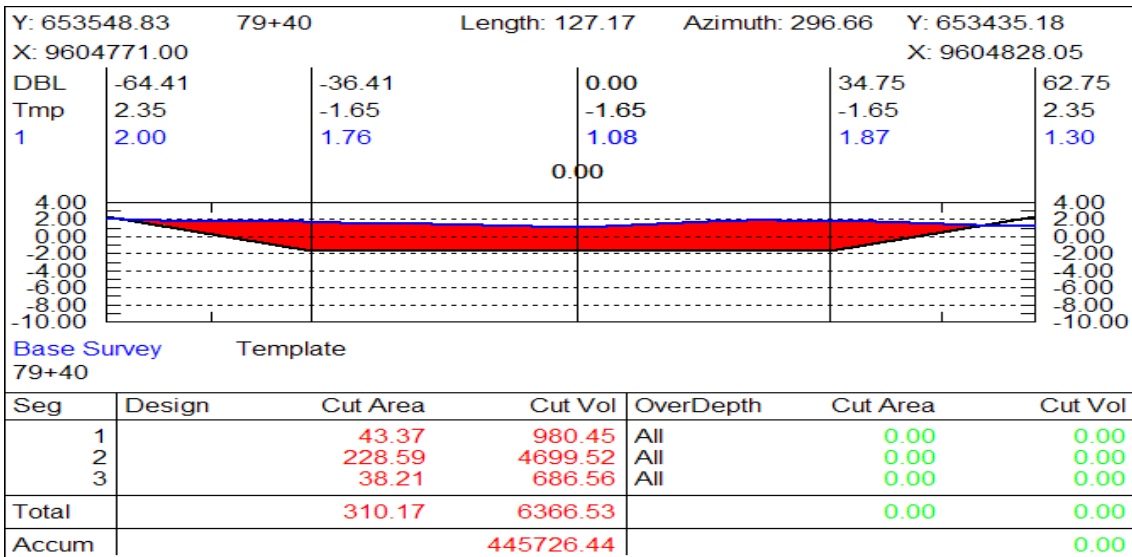 Y: 653548.83 79+40 Length: 127.17 Azimuth: 296.66 Y: 653435.18
X: 9604771.00 X: 9604828.05
DBL -64.41 -36.41 0.00 34.75 62.75
Tmp 2.35 -1.65 -1.65 -1.65 2.35
1 2.00 1.76 1.08 1.87 1.30
0.00
4.00 4.00
2.00 2.00
0.00 0.00
-2.00 -2.00
-4.00 -4.00
-6.00 -6.00
-8.00 -8.00
-10.00 -10.00
Base Survey Template
79+40
Seg Design Cut Area Cut Vol OverDepth Cut Area Cut Vol
1 43.37 980.45 All 0.00 0.00
2 228.59 4699.52 All 0.00 0.00
3 38.21 686.56 All 0.00 0.00
Total 310.17 6366.53 0.00 0.00
Accum 445726.44 0.00